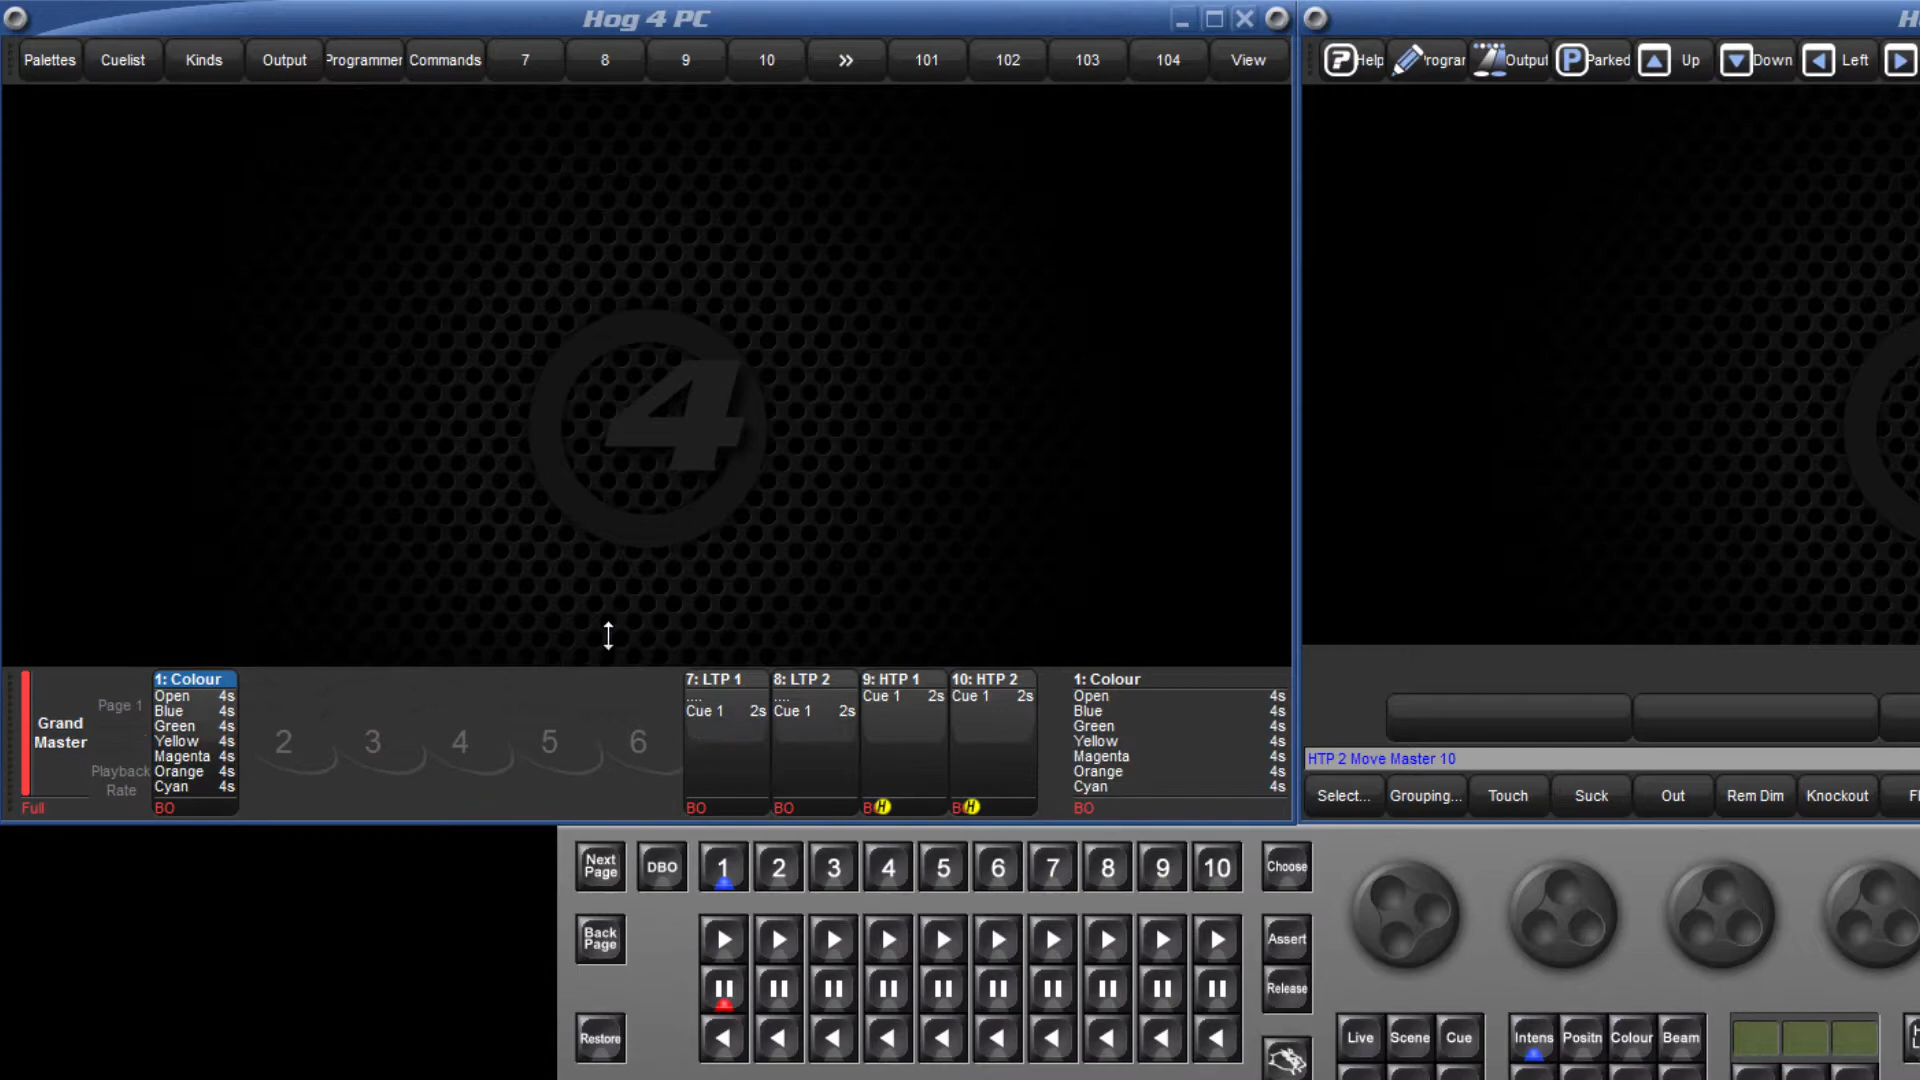 Hog 4 PC
Palettes Cuelist Kinds Output Programmer Commands 7 8 9 10 » 101 102 103 104 View
Help Output Parked Up Down Left
4
Grand Master
Full
Page 1
Playback Rate
1: Colour
Open 4s
Blue 4s
Green 4s
Yellow 4s
Magenta 4s
Orange 4s
Cyan 4s
BO
2 3 4 5 6
7: LTP 1
....
Cue 1 2s
BO
8: LTP 2
....
Cue 1 2s
BO
9: HTP 1
Cue 1 2s
H
10: HTP 2
Cue 1 2s
H
1: Colour
Open 4s
Blue 4s
Green 4s
Yellow 4s
Magenta 4s
Orange 4s
Cyan 4s
BO
HTP 2 Move Master 10
Select... Grouping... Touch Suck Out Rem Dim Knockout
Next Page DBO 1 2 3 4 5 6 7 8 9 10 Choose
Back Page Assert
Release
Restore
Live Scene Cue Intens Positn Colour Beam